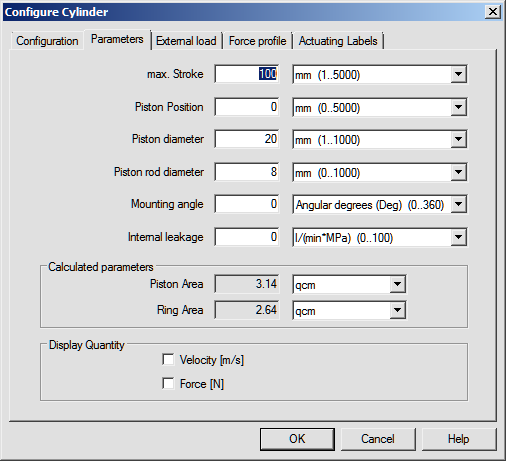 Configure Cylinder
Configuration Parameters External load Force profile Actuating Labels
max. Stroke 100 mm (1..5000)
Piston Position 0 mm (0..5000)
Piston diameter 20 mm (1..1000)
Piston rod diameter 8 mm (0..1000)
Mounting angle 0 Angular degrees (Deg) (0..360)
Internal leakage 0 l/(min*MPa) (0..100)
Calculated parameters
Piston Area 3.14 qcm
Ring Area 2.64 qcm
Display Quantity
Velocity [m/s]
Force [N]
OK Cancel Help